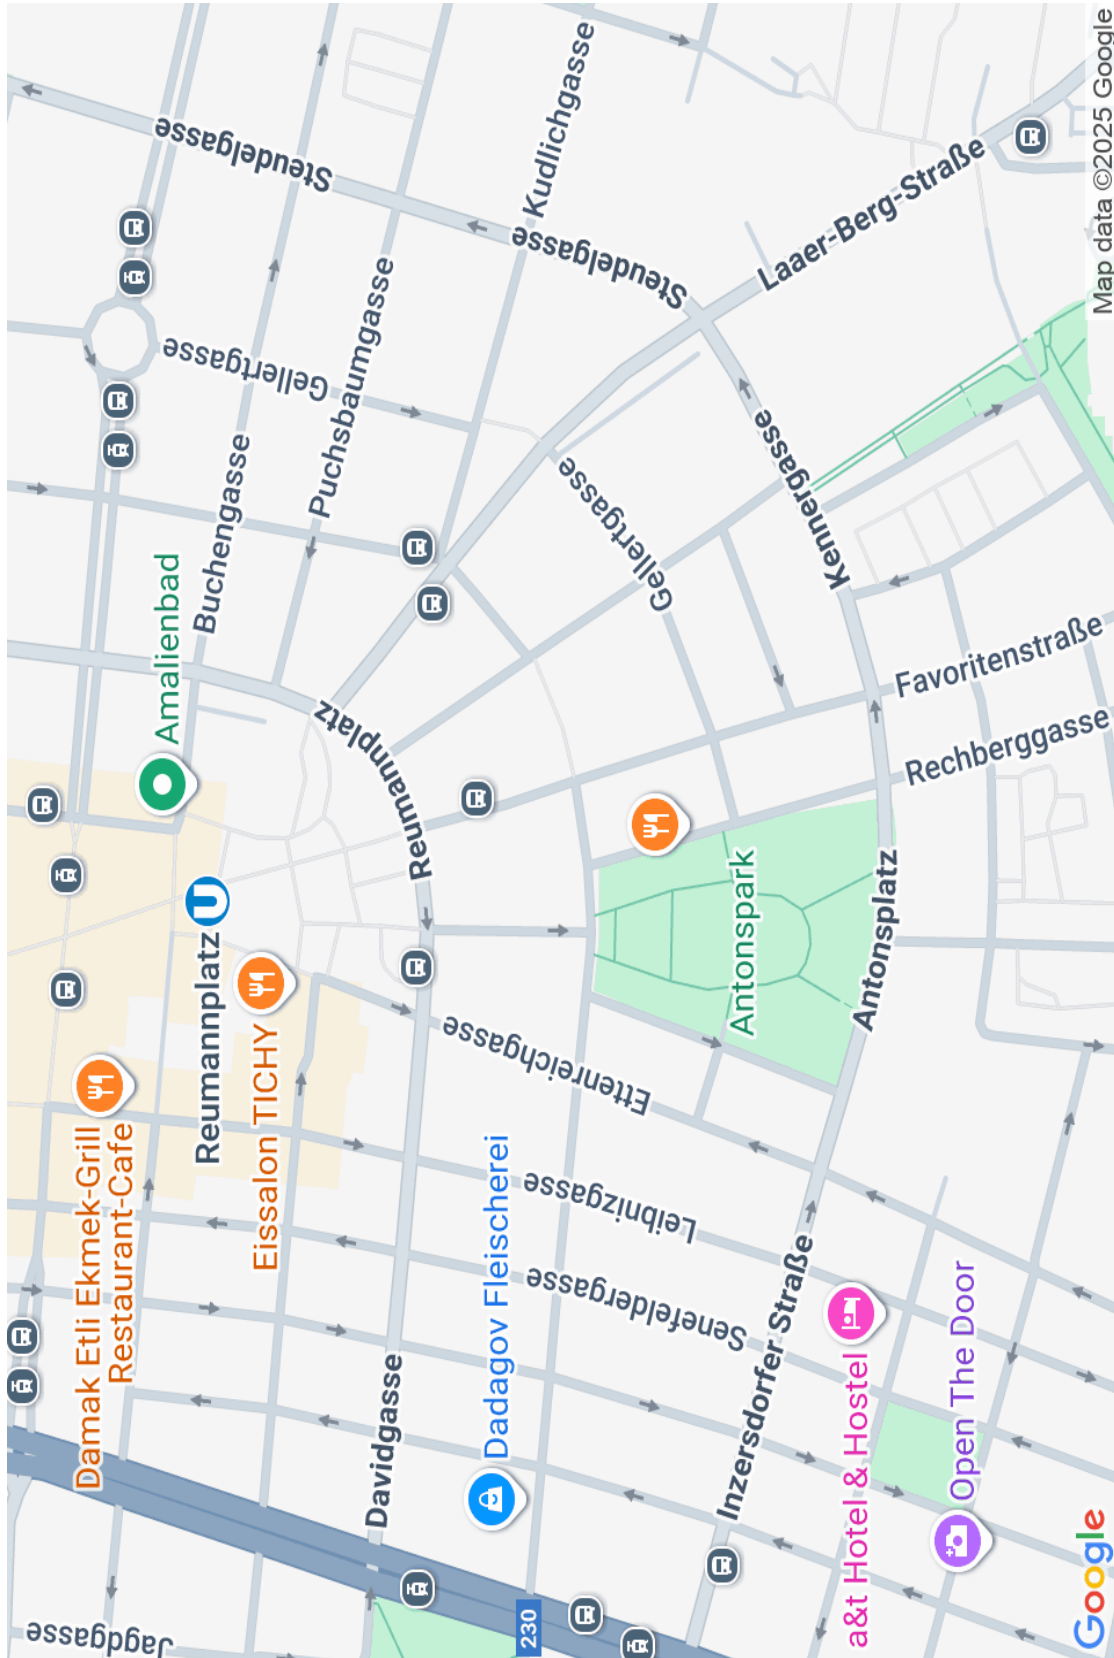 Jagdgasse
Damak Etli Ekmek-Grill
Restaurant-Cafe
Reumannplatz
Eissalon TICHY
Amalienbad
Buchengasse
Steudelgasse
Gellertgasse
Puchsbaumgasse
Davidgasse
Reumannplatz
Kudlichgasse
Steudelgasse
Dadagov Fleischerei
230
Ettenreichgasse
Leibnizgasse
Senefeldergasse
Gellertgasse
Laaer-Berg-Straße
Antonspark
Inzersdorfer Straße
Kennergasse
a&t Hotel & Hostel
Antonsplatz
Favoritenstraße
Rechberggasse
Open The Door
Google
Map data ©2025 Google